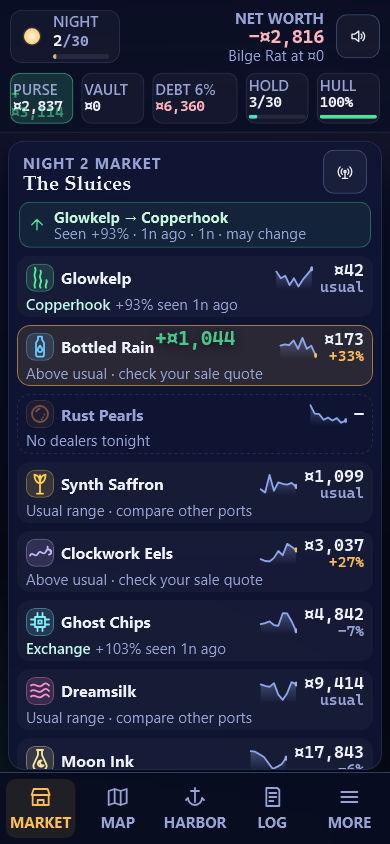 NIGHT
2/30
NET WORTH
−¤2,816
Bilge Rat at ¤0
PURSE
¤2,837
+¤3,114
VAULT
¤0
DEBT 6%
¤6,360
HOLD
3/30
HULL
100%
NIGHT 2 MARKET
The Sluices
Glowkelp → Copperhook
Seen +93% · 1n ago · 1n · may change
Glowkelp
¤42
usual
Copperhook +93% seen 1n ago
Bottled Rain
+¤1,044
¤173
+33%
Above usual · check your sale quote
Rust Pearls
—
No dealers tonight
Synth Saffron
¤1,099
usual
Usual range · compare other ports
Clockwork Eels
¤3,037
+27%
Above usual · check your sale quote
Ghost Chips
¤4,842
−7%
Exchange +103% seen 1n ago
Dreamsilk
¤9,414
usual
Usual range · compare other ports
Moon Ink
¤17,843
−6%
MARKET
MAP
HARBOR
LOG
MORE